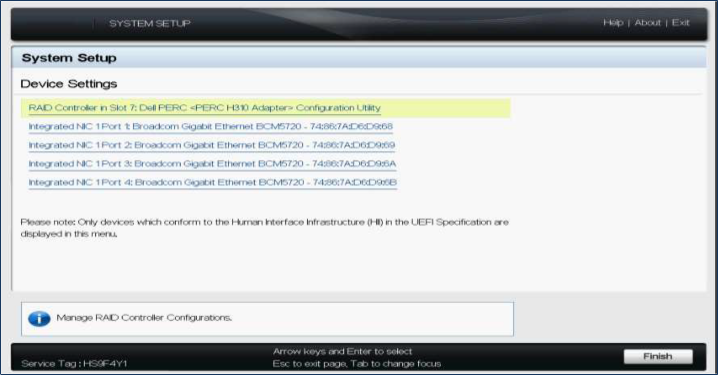 SYSTEM SETUP
Help | About | Exit
System Setup
Device Settings
RAID Controller in Slot 7: Dell PERC <PERC H310 Adapter> Configuration Utility
Integrated NIC 1 Port 1: Broadcom Gigabit Ethernet BCM5720 - 74:86:7A:D6:D9:68
Integrated NIC 1 Port 2: Broadcom Gigabit Ethernet BCM5720 - 74:86:7A:D6:D9:69
Integrated NIC 1 Port 3: Broadcom Gigabit Ethernet BCM5720 - 74:86:7A:D6:D9:6A
Integrated NIC 1 Port 4: Broadcom Gigabit Ethernet BCM5720 - 74:86:7A:D6:D9:6B
Please note: Only devices which conform to the Human Interface Infrastructure (HII) in the UEFI Specification are
displayed in this menu.
Manage RAID Controller Configurations.
Service Tag : HS9F4Y1
Arrow keys and Enter to select
Esc to exit page, Tab to change focus
Finish